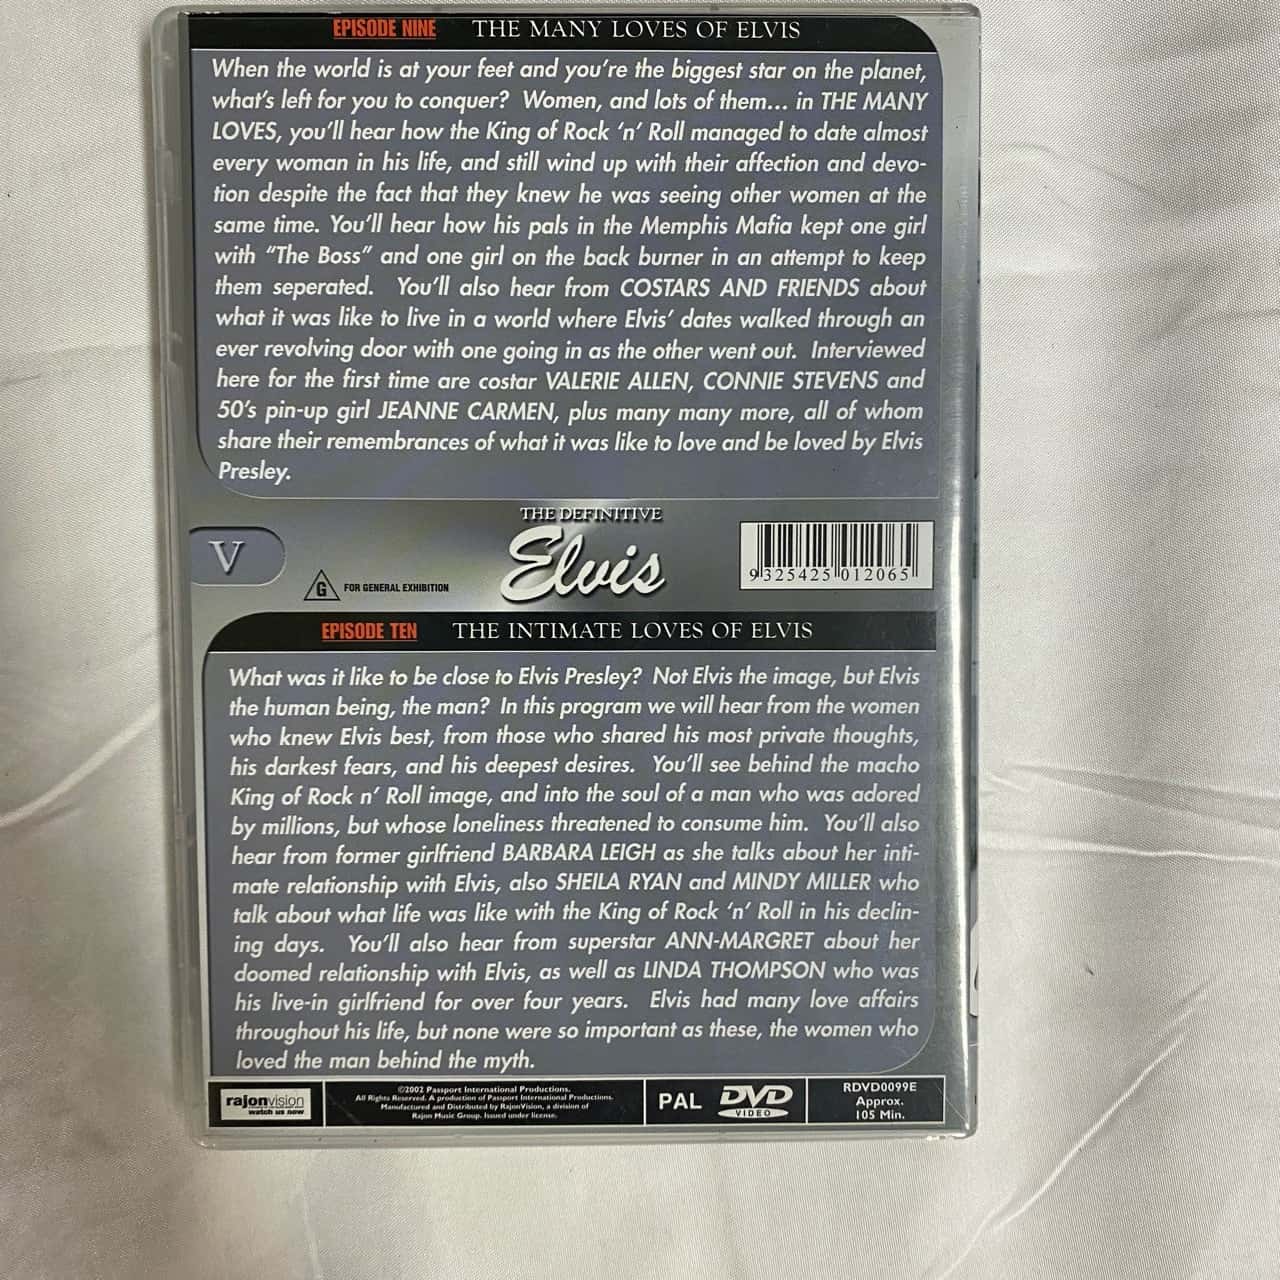 EPISODE NINE THE MANY LOVES OF ELVIS
When the world is at your feet and you're the biggest star on the planet,
what's left for you to conquer? Women, and lots of them... in THE MANY
LOVES, you'll hear how the King of Rock 'n' Roll managed to date almost
every woman in his life, and still wind up with their affection and devo-
tion despite the fact that they knew he was seeing other women at the
same time. You'll hear how his pals in the Memphis Mafia kept one girl
with "The Boss" and one girl on the back burner in an attempt to keep
them seperated. You'll also hear from COSTARS AND FRIENDS about
what it was like to live in a world where Elvis' dates walked through an
ever revolving door with one going in as the other went out. Interviewed
here for the first time are costar VALERIE ALLEN, CONNIE STEVENS and
50's pin-up girl JEANNE CARMEN, plus many many more, all of whom
share their remembrances of what it was like to love and be loved by Elvis
Presley.
V
G FOR GENERAL EXHIBITION
THE DEFINITIVE
Elvis
9 325425 012065
EPISODE TEN THE INTIMATE LOVES OF ELVIS
What was it like to be close to Elvis Presley? Not Elvis the image, but Elvis
the human being, the man? In this program we will hear from the women
who knew Elvis best, from those who shared his most private thoughts,
his darkest fears, and his deepest desires. You'll see behind the macho
King of Rock n' Roll image, and into the soul of a man who was adored
by millions, but whose loneliness threatened to consume him. You'll also
hear from former girlfriend BARBARA LEIGH as she talks about her inti-
mate relationship with Elvis, also SHEILA RYAN and MINDY MILLER who
talk about what life was like with the King of Rock 'n' Roll in his declin-
ing days. You'll also hear from superstar ANN-MARGRET about her
doomed relationship with Elvis, as well as LINDA THOMPSON who was
his live-in girlfriend for over four years. Elvis had many love affairs
throughout his life, but none were so important as these, the women who
loved the man behind the myth.
rajonvision
watch us now
©2002 Passport International Productions.
All Rights Reserved. A production of Passport International Productions.
Manufactured and Distributed by RajonVision, a division of
Rajon Music Group. Issued under license.
PAL
DVD
VIDEO
RDVD0099E
Approx.
105 Min.